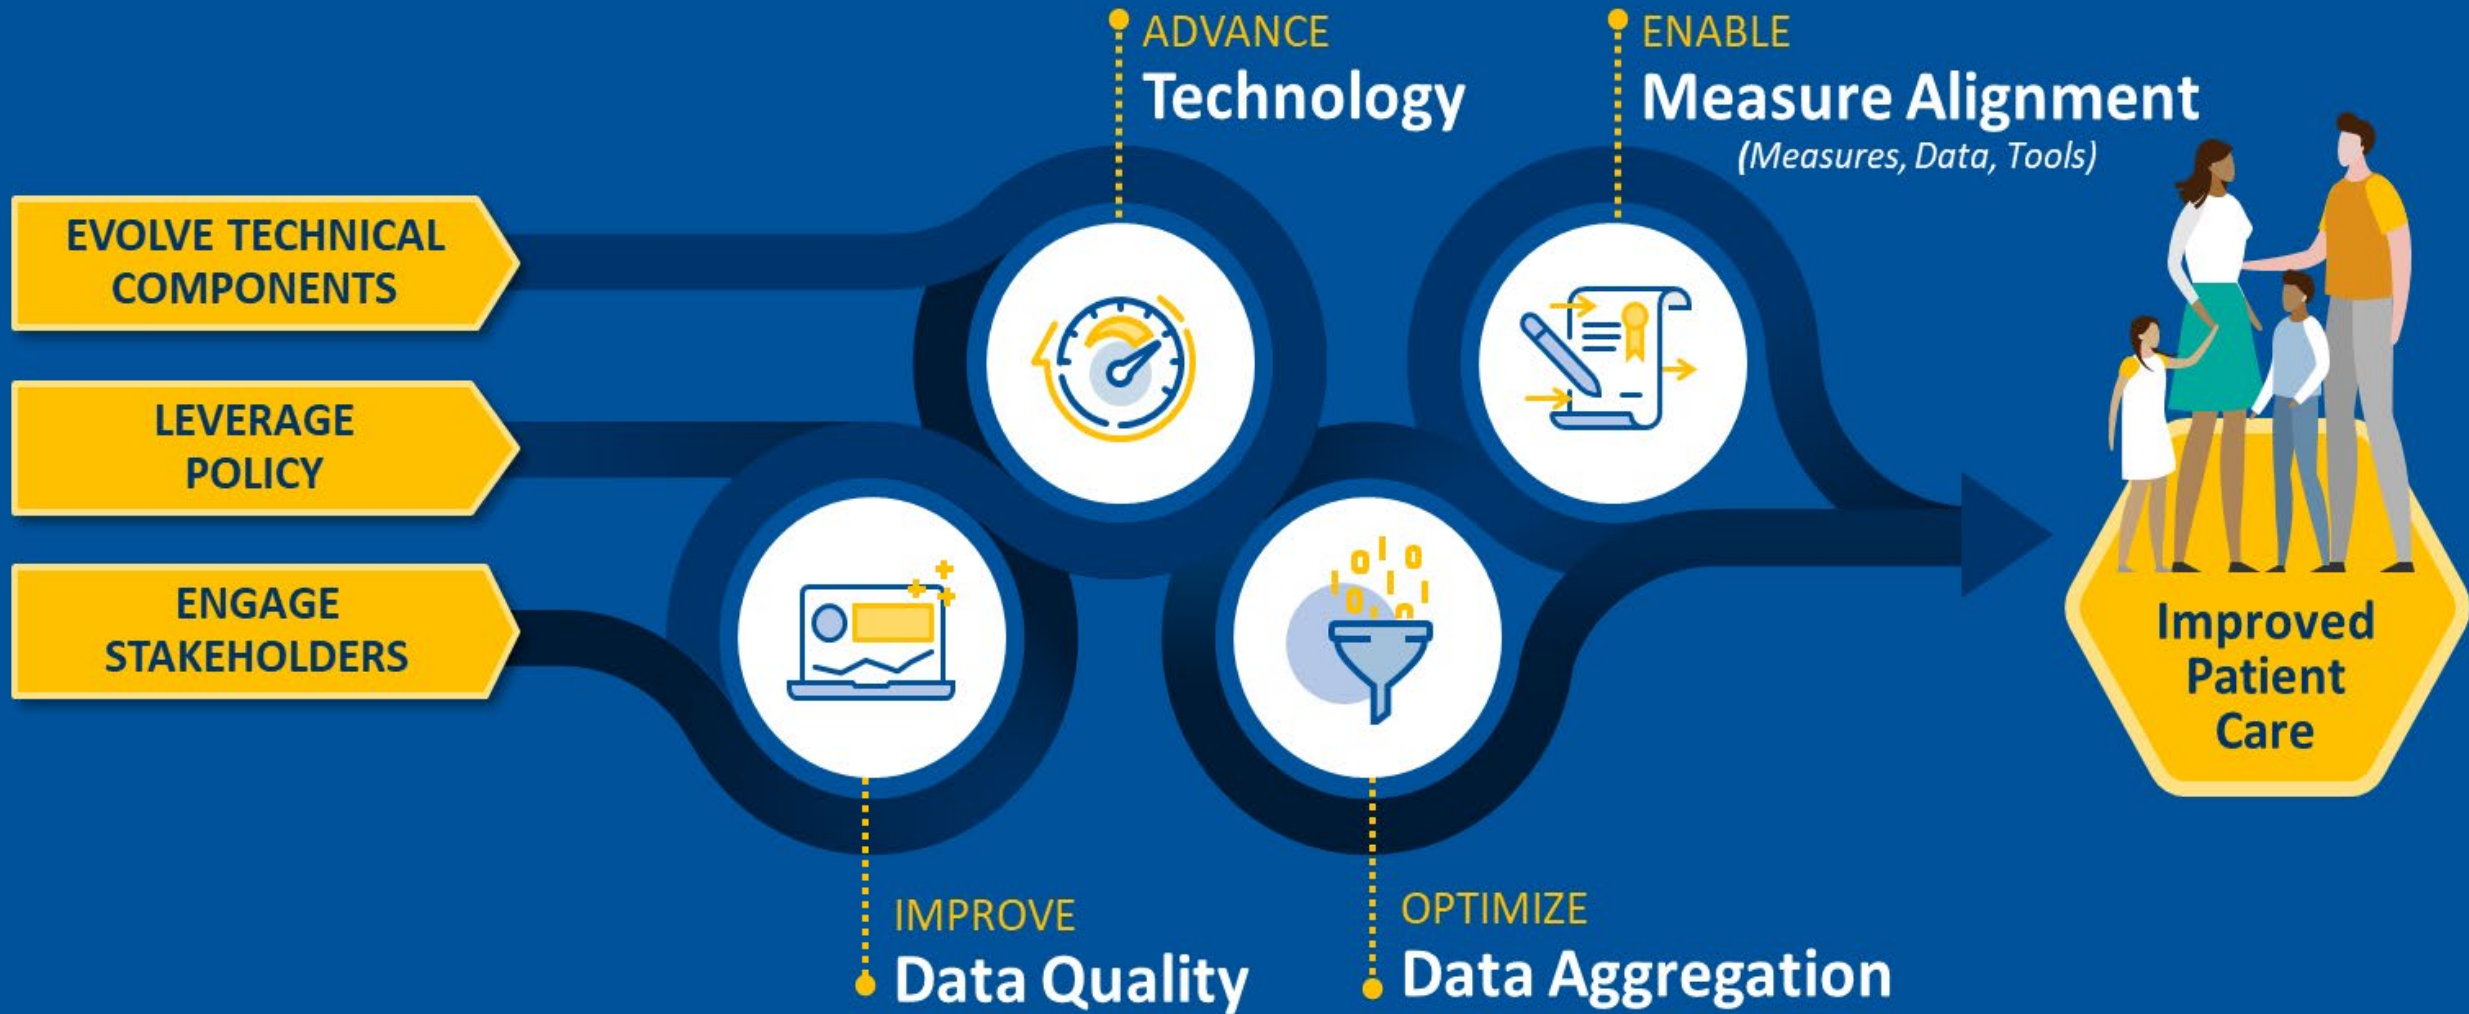 ADVANCE
Technology
ENABLE
Measure Alignment
(Measures, Data, Tools)
EVOLVE TECHNICAL
COMPONENTS
LEVERAGE
POLICY
ENGAGE
STAKEHOLDERS
Improved
Patient
Care
IMPROVE
Data Quality
OPTIMIZE
Data Aggregation